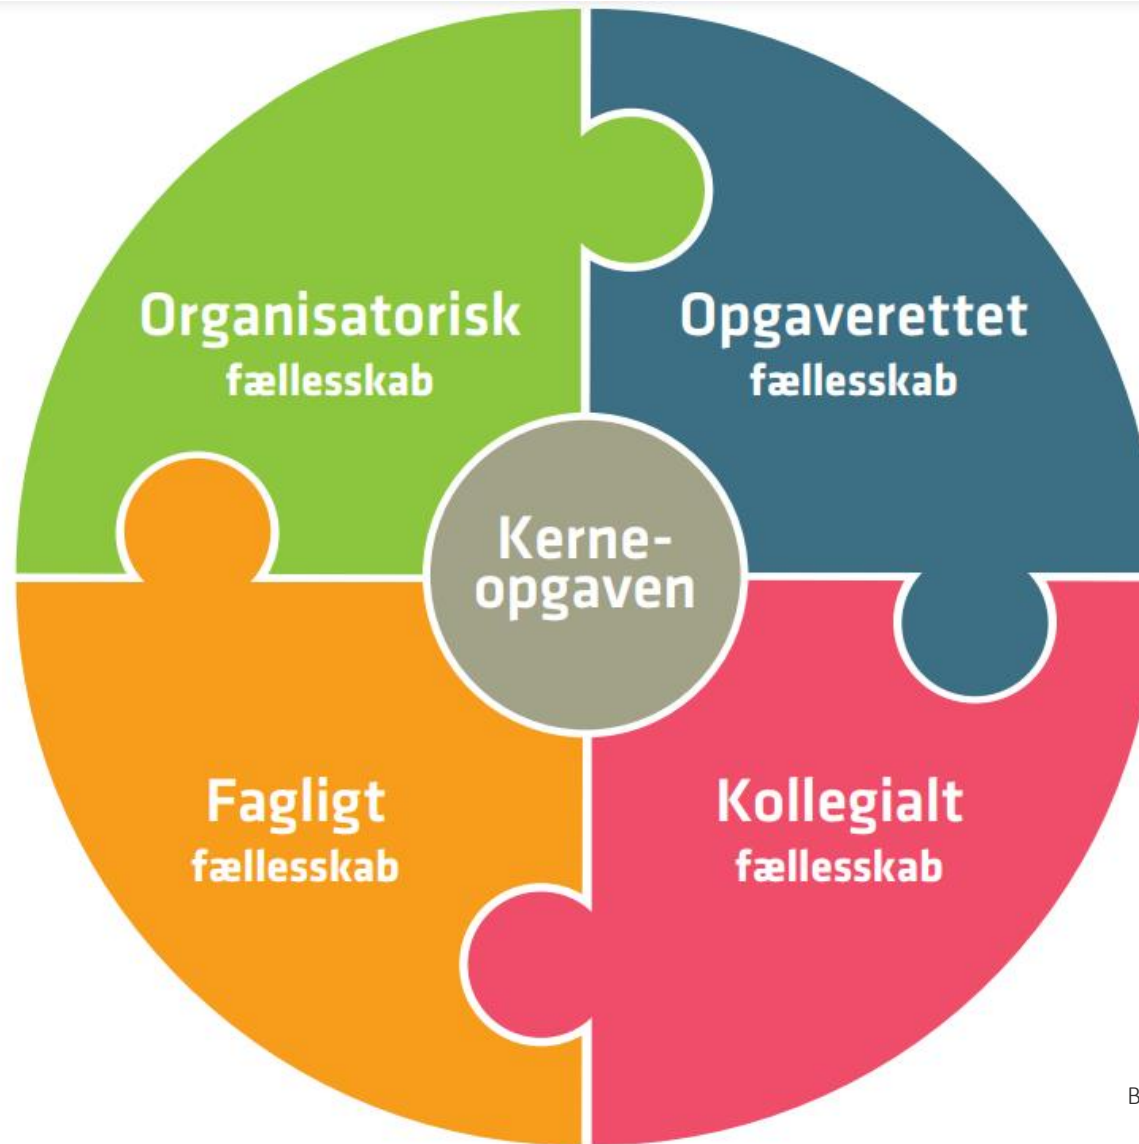 Organisatorisk
fællesskab
Opgaverettet
fællesskab
Kerne-
opgaven
Fagligt
fællesskab
Kollegialt
fællesskab
B